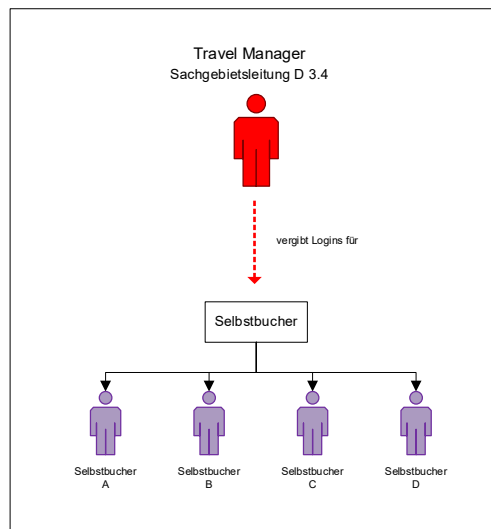 Travel Manager
Sachgebietsleitung D 3.4
vergibt Logins für
Selbstbucher
Selbstbucher
A
Selbstbucher
B
Selbstbucher
C
Selbstbucher
D